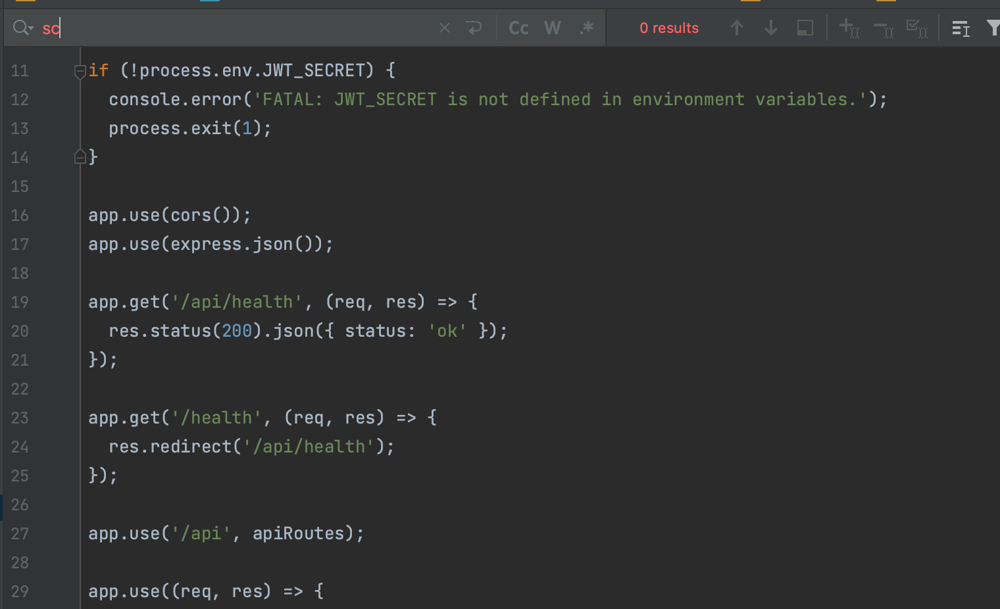 sc
Cc W .* 0 results
11 if (!process.env.JWT_SECRET) {
12   console.error('FATAL: JWT_SECRET is not defined in environment variables.');
13   process.exit(1);
14 }
15
16 app.use(cors());
17 app.use(express.json());
18
19 app.get('/api/health', (req, res) => {
20   res.status(200).json({ status: 'ok' });
21 });
22
23 app.get('/health', (req, res) => {
24   res.redirect('/api/health');
25 });
26
27 app.use('/api', apiRoutes);
28
29 app.use((req, res) => {